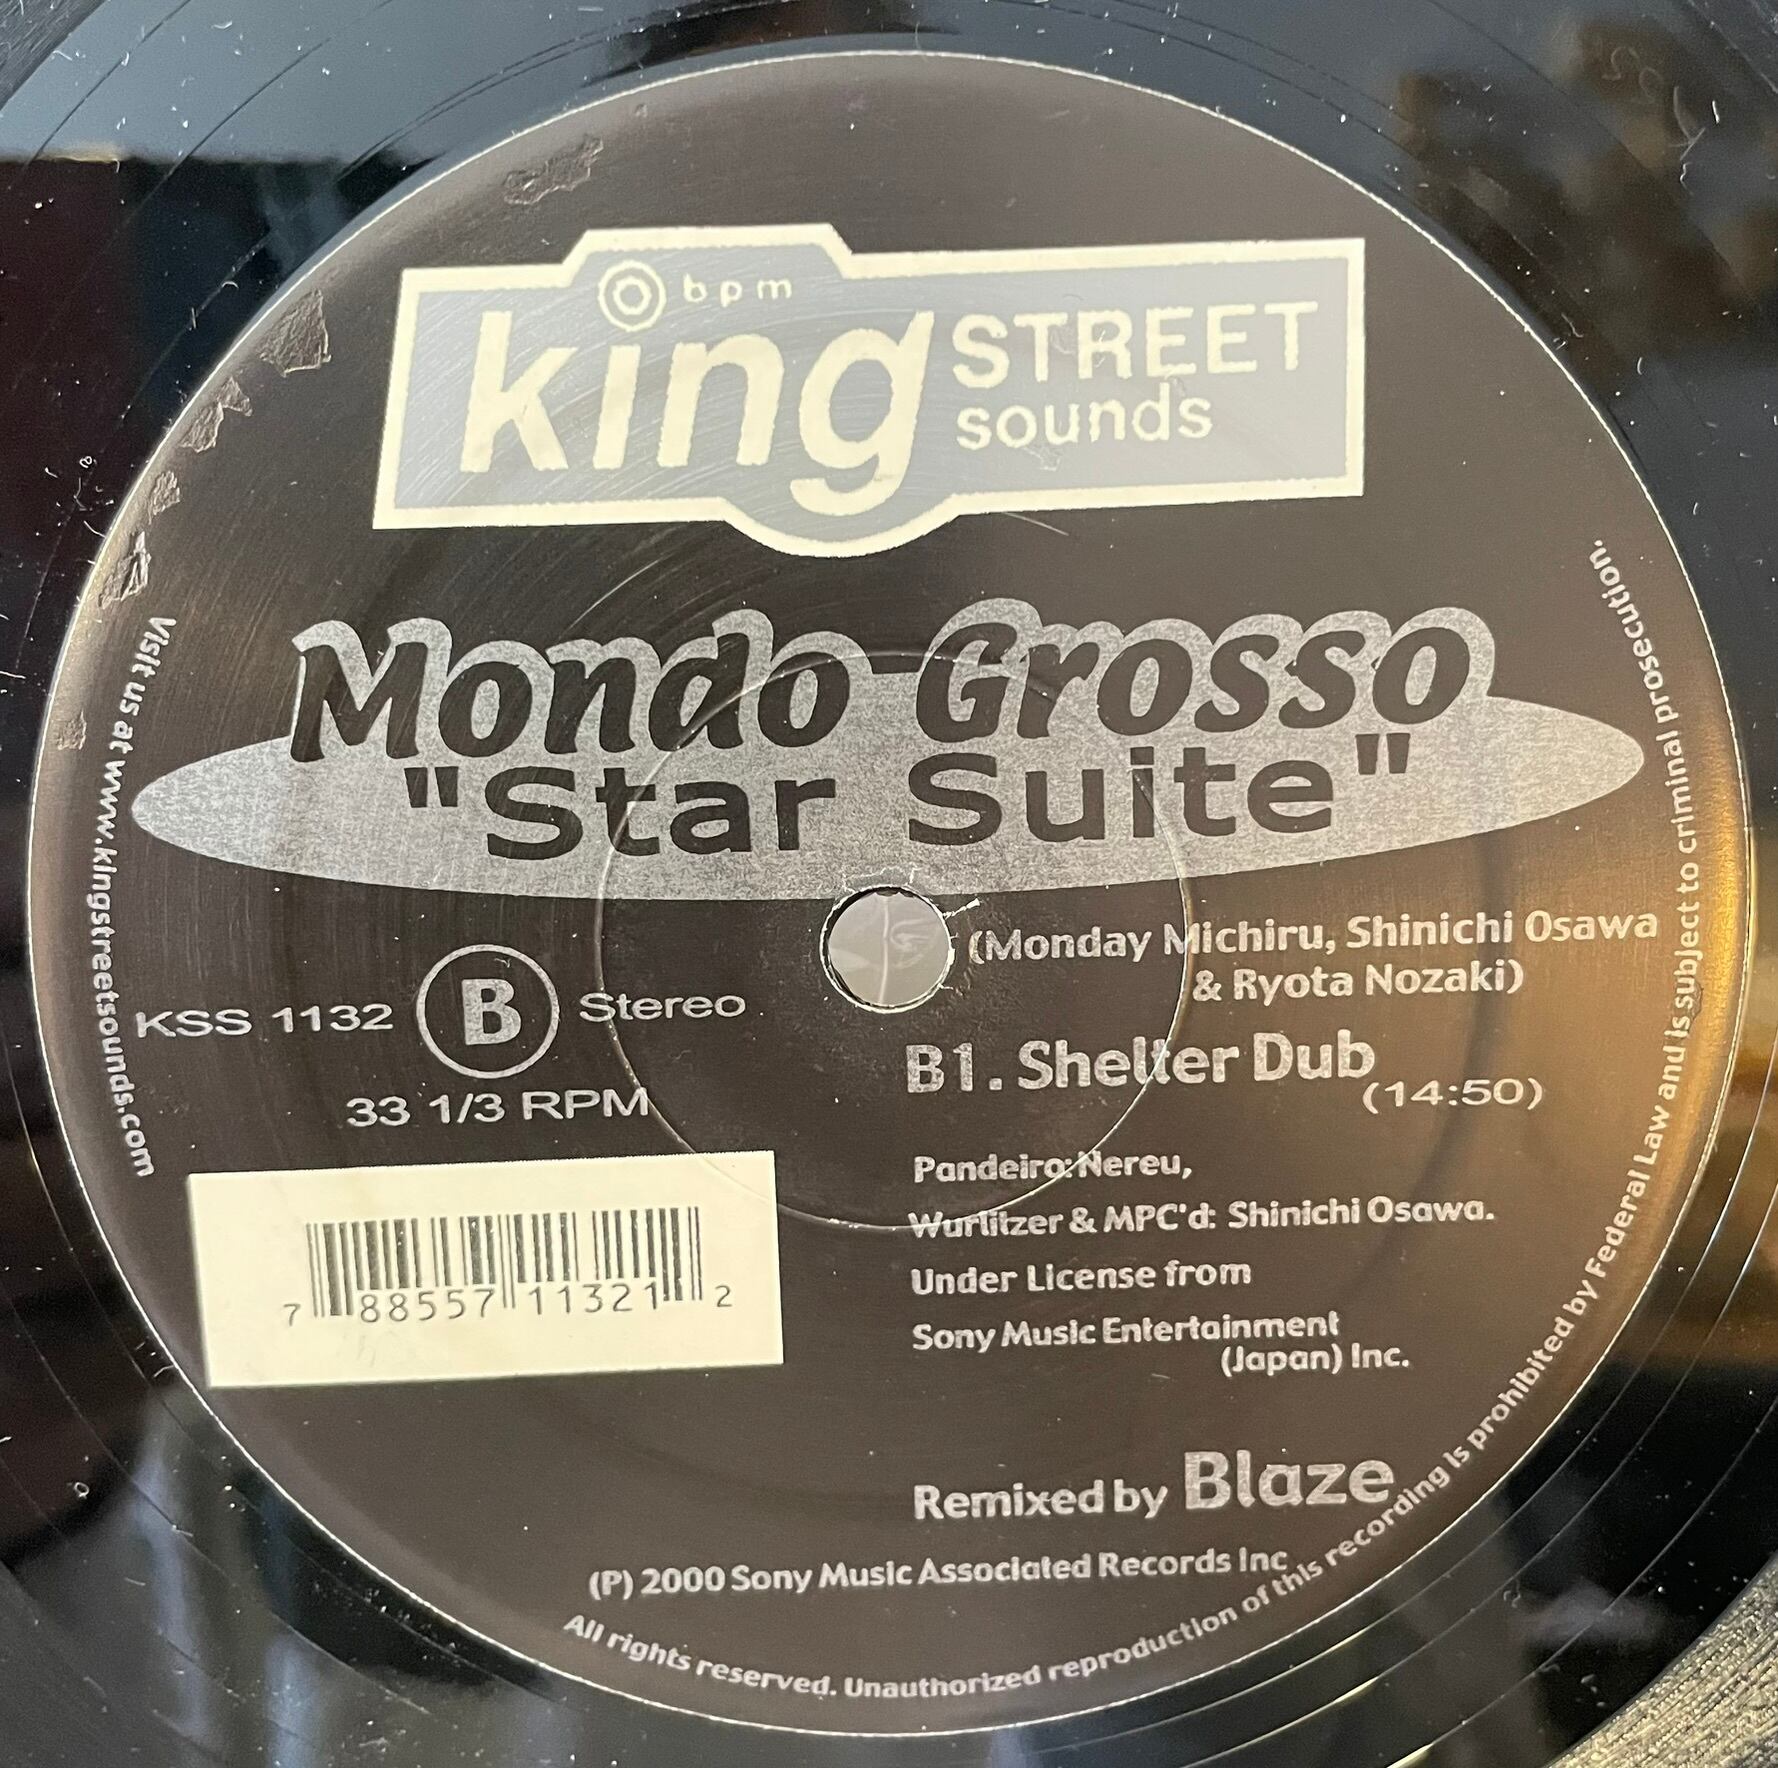 bpm
king STREET
sounds
Mondo Grosso
"Star Suite"
(Monday Michiru, Shinichi Osawa
& Ryota Nozaki)
KSS 1132 B Stereo
33 1/3 RPM
B1. Shelter Dub
(14:50)
Pandeiro: Nereu,
Wurlitzer & MPC'd: Shinichi Osawa.
Under License from
Sony Music Entertainment
(Japan) Inc.
7 88557 11321 2
Remixed by Blaze
(P) 2000 Sony Music Associated Records Inc
Visit us at www.kingstreetsounds.com
All rights reserved. Unauthorized reproduction of this recording is prohibited by Federal Law and is subject to criminal prosecution.